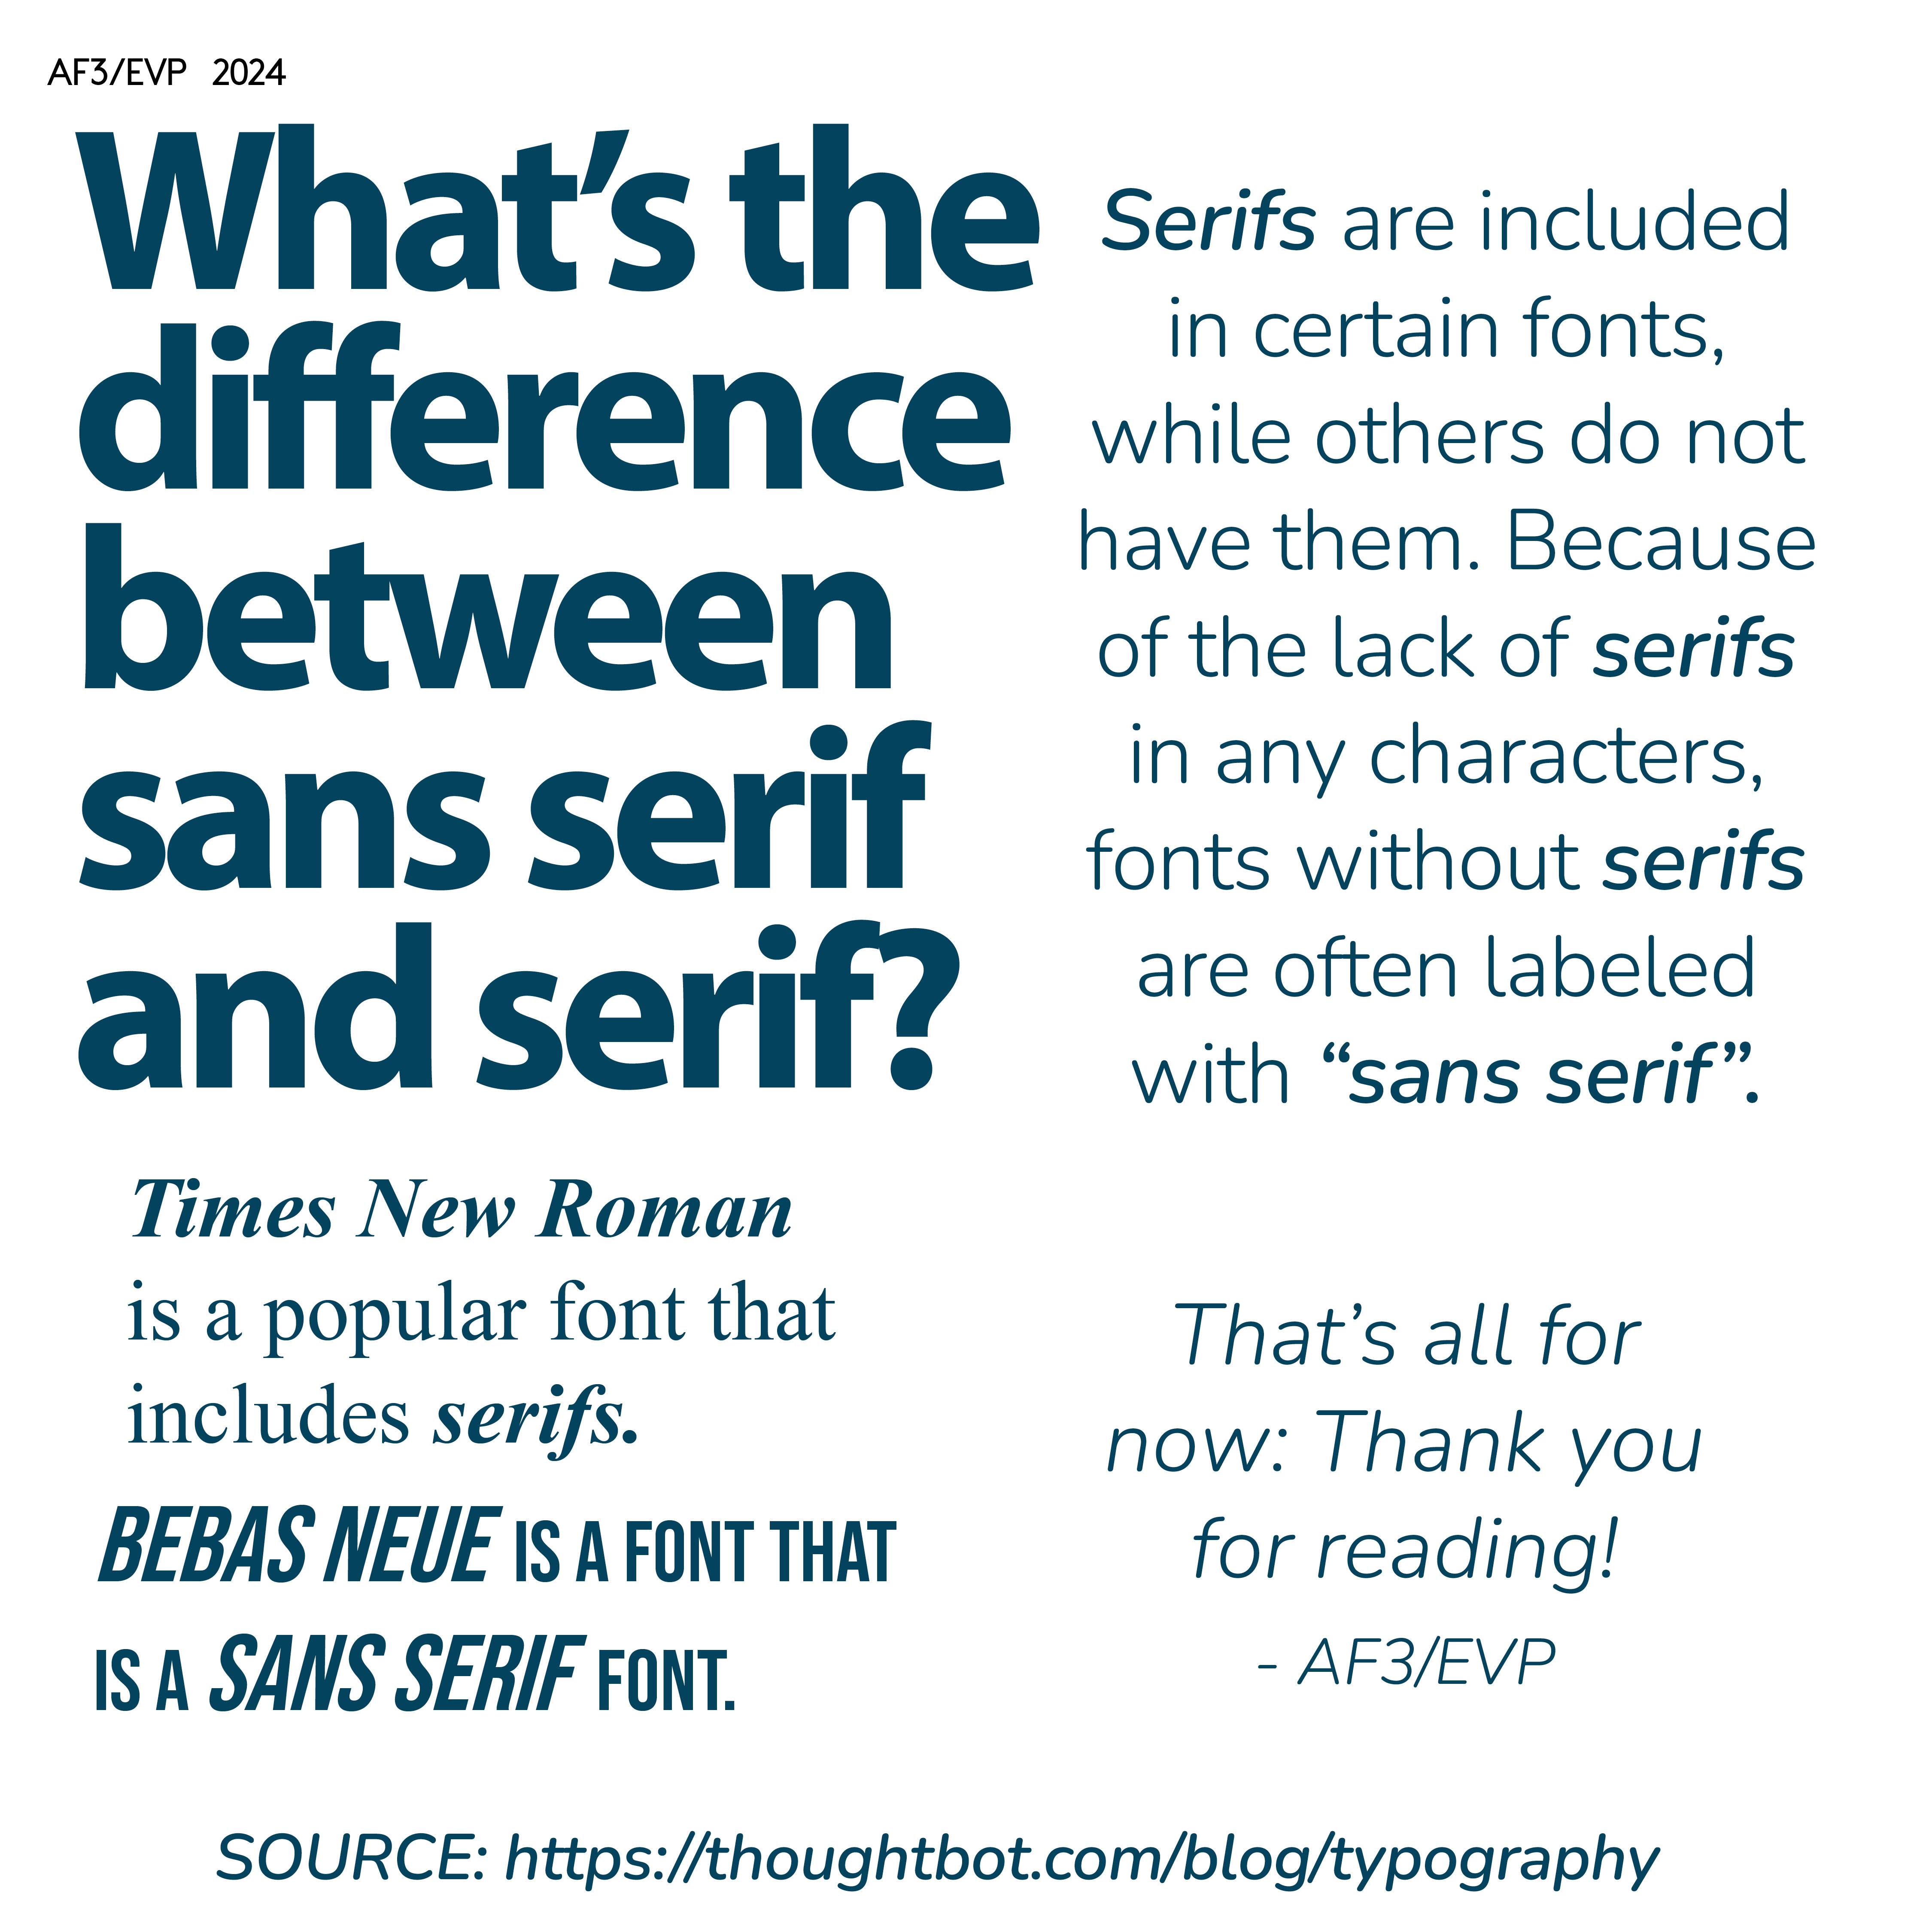 AF3/EVP 2024
What’s the
difference
between
sans serif
and serif?
Serifs are included
in certain fonts,
while others do not
have them. Because
of the lack of serifs
in any characters,
fonts without serifs
are often labeled
with “sans serif”.
Times New Roman
is a popular font that
includes serifs.
BEBAS NEUE IS A FONT THAT
IS A SANS SERIF FONT.
That’s all for
now: Thank you
for reading!
- AF3/EVP
SOURCE: https://thoughtbot.com/blog/typography